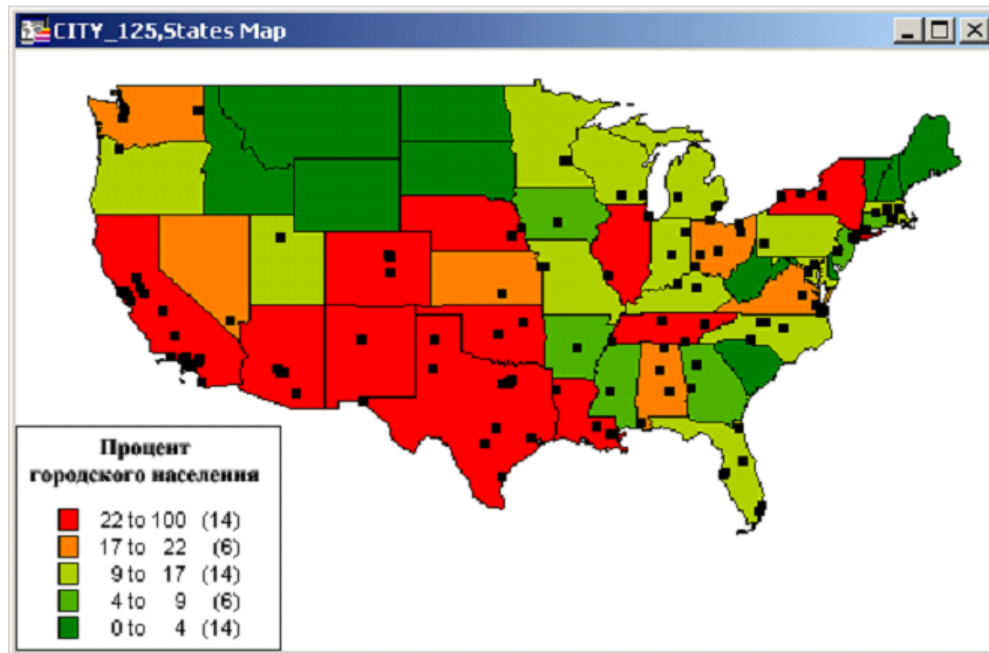 CITY_125,States Map
Процент
городского населения
22 to 100 (14)
17 to 22 (6)
9 to 17 (14)
4 to 9 (6)
0 to 4 (14)